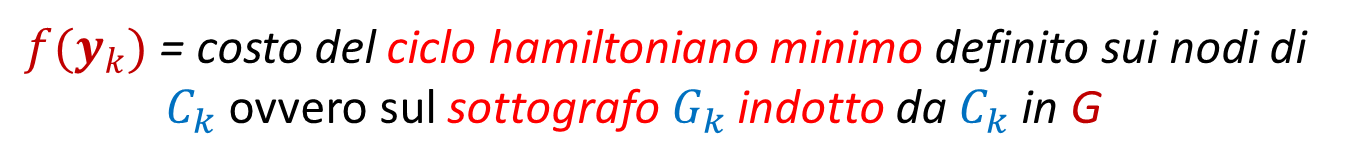 f(y_k) = costo del ciclo hamiltoniano minimo definito sui nodi di
C_k ovvero sul sottografo G_k indotto da C_k in G